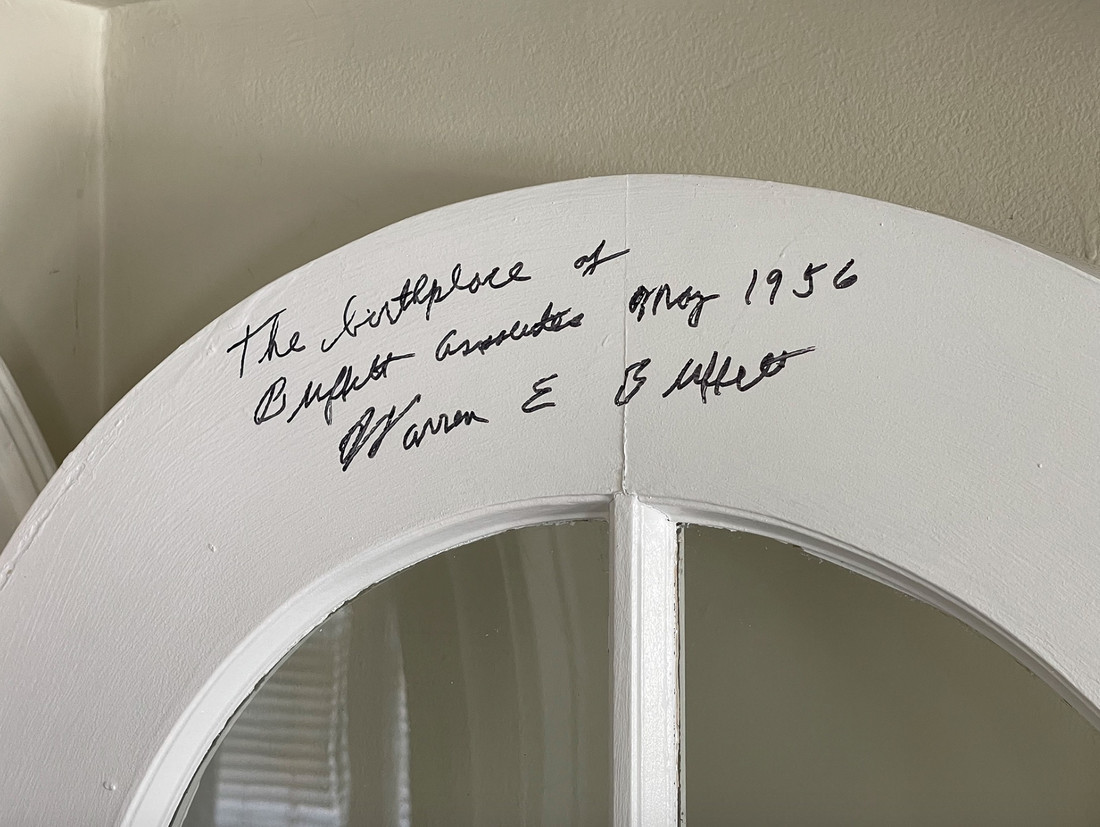 The birthplace of
Buffett Associates May 1956
Warren E Buffett